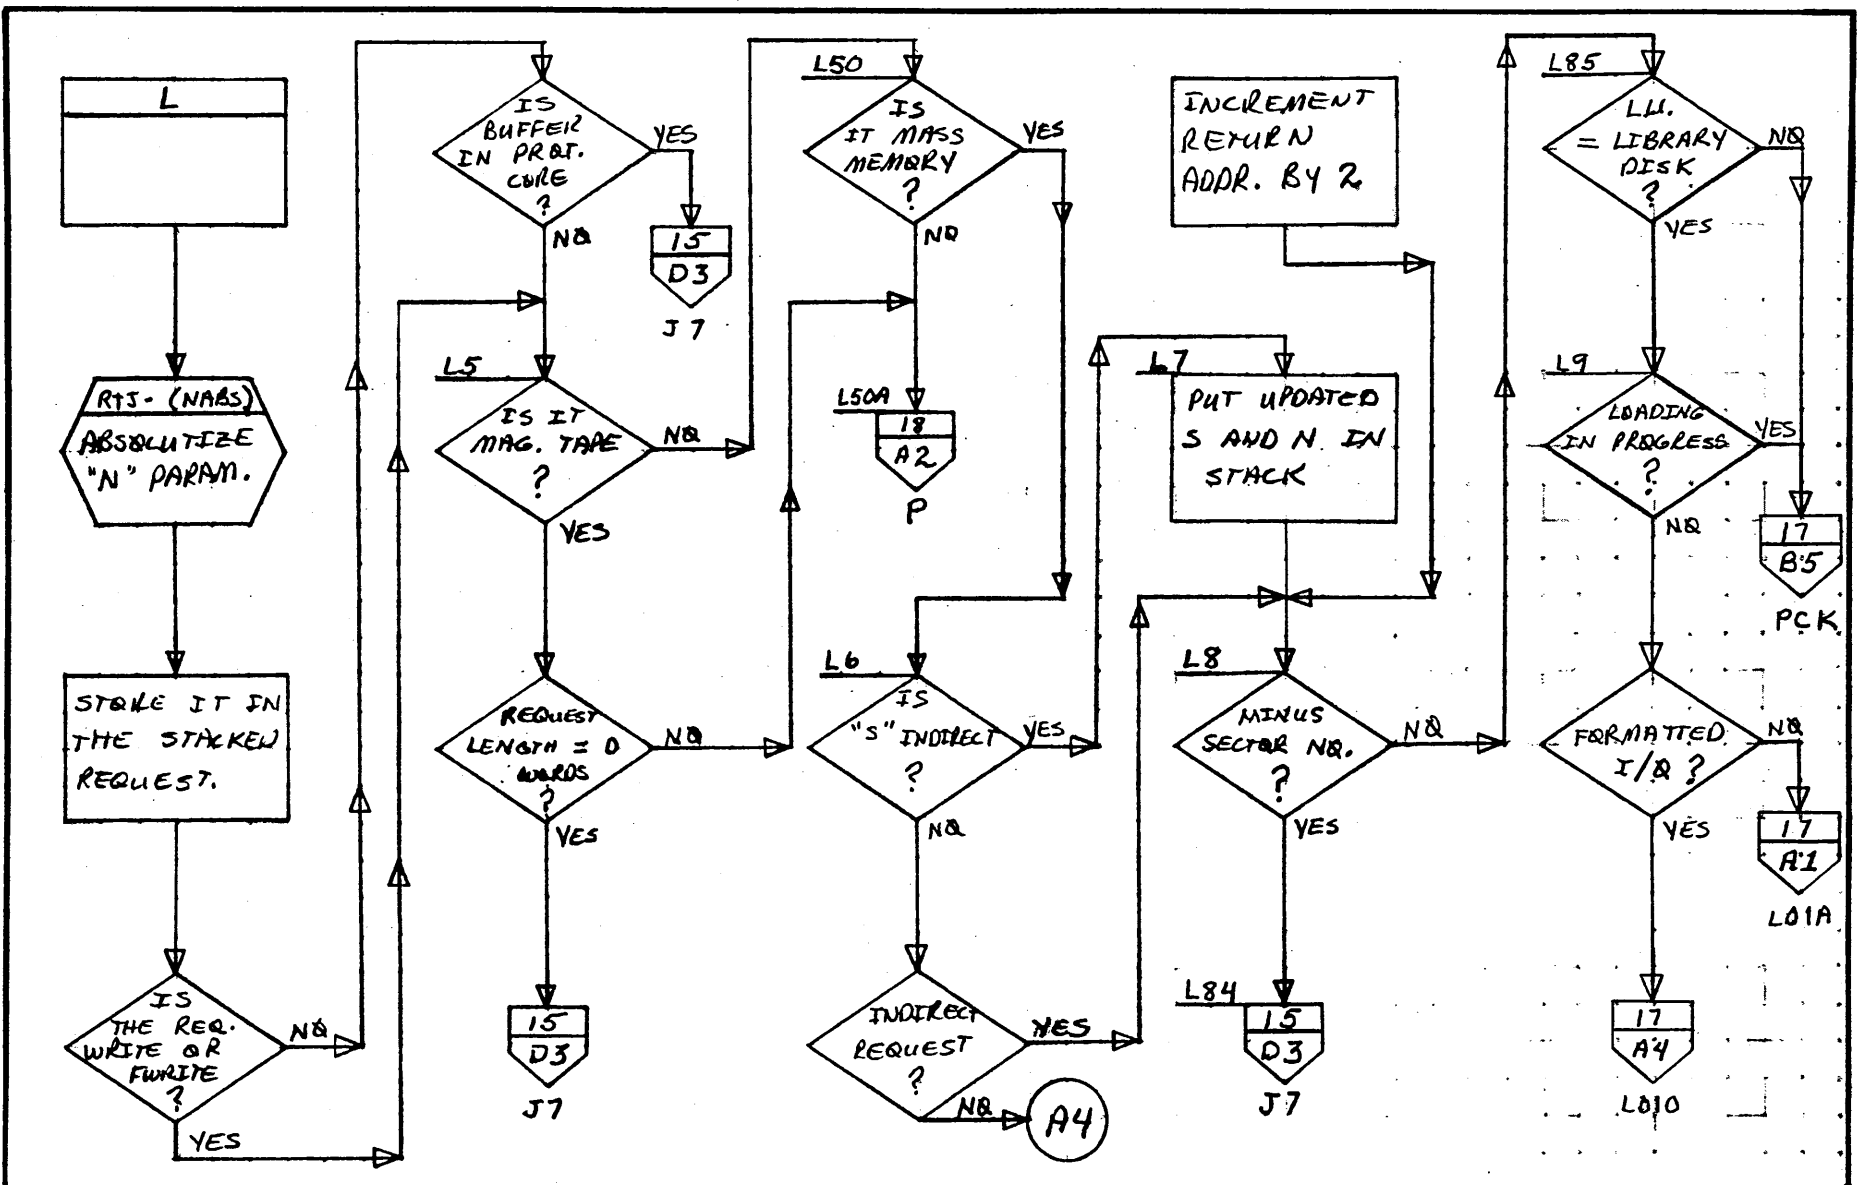 L
RTJ- (NABS)
ABSOLUTIZE
"N" PARAM.
STORE IT IN
THE STACKED
REQUEST.
IS
THE REQ.
WRITE OR
FWRITE
?
NO
YES
IS
BUFFER
IN PROT.
CORE
?
YES
NO
15
D3
J7
L5
IS IT
MAG. TAPE
?
NO
YES
REQUEST
LENGTH = 0
WORDS
?
NO
YES
15
D3
J7
L50
IS
IT MASS
MEMORY
?
YES
NO
L50A
18
A2
P
L6
IS
"S" INDIRECT
?
YES
NO
INDIRECT
REQUEST
?
YES
NO
A4
INCREMENT
RETURN
ADDR. BY 2
L7
PUT UPDATED
S AND N IN
STACK
L8
MINUS
SECTOR NO.
?
NO
YES
L84
15
D3
J7
L85
L.U.
= LIBRARY
DISK
?
NO
YES
L9
LOADING
IN PROGRESS
?
YES
NO
17
B5
PCK
FORMATTED
I/O ?
NO
YES
17
A1
L01A
17
A4
L010